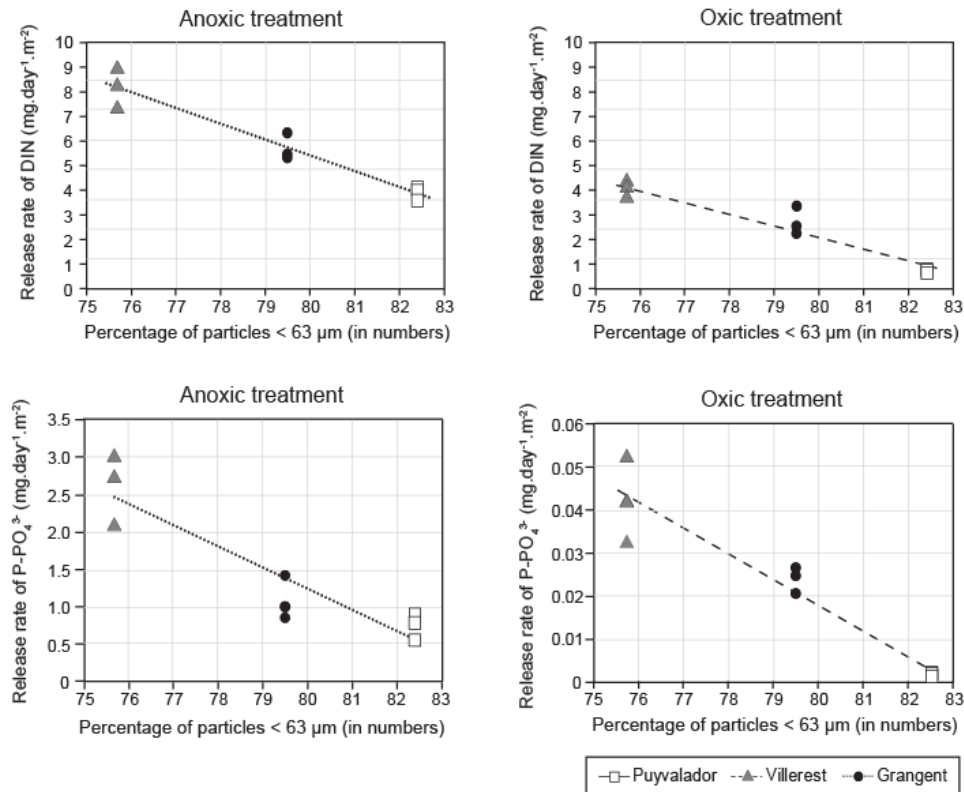 Anoxic treatment
Release rate of DIN (mg.day-1.m-2)
10
9
8
7
6
5
4
3
2
1
0
75 76 77 78 79 80 81 82 83
Percentage of particles < 63 µm (in numbers)
Oxic treatment
Release rate of DIN (mg.day-1.m-2)
10
9
8
7
6
5
4
3
2
1
0
75 76 77 78 79 80 81 82 83
Percentage of particles < 63 µm (in numbers)
Anoxic treatment
Release rate of P-PO₄³⁻ (mg.day-1.m-2)
3.5
3.0
2.5
2.0
1.5
1.0
0.5
0
75 76 77 78 79 80 81 82 83
Percentage of particles < 63 µm (in numbers)
Oxic treatment
Release rate of P-PO₄³⁻ (mg.day-1.m-2)
0.06
0.05
0.04
0.03
0.02
0.01
0
75 76 77 78 79 80 81 82 83
Percentage of particles < 63 µm (in numbers)
Puyvalador Villerest Grangent